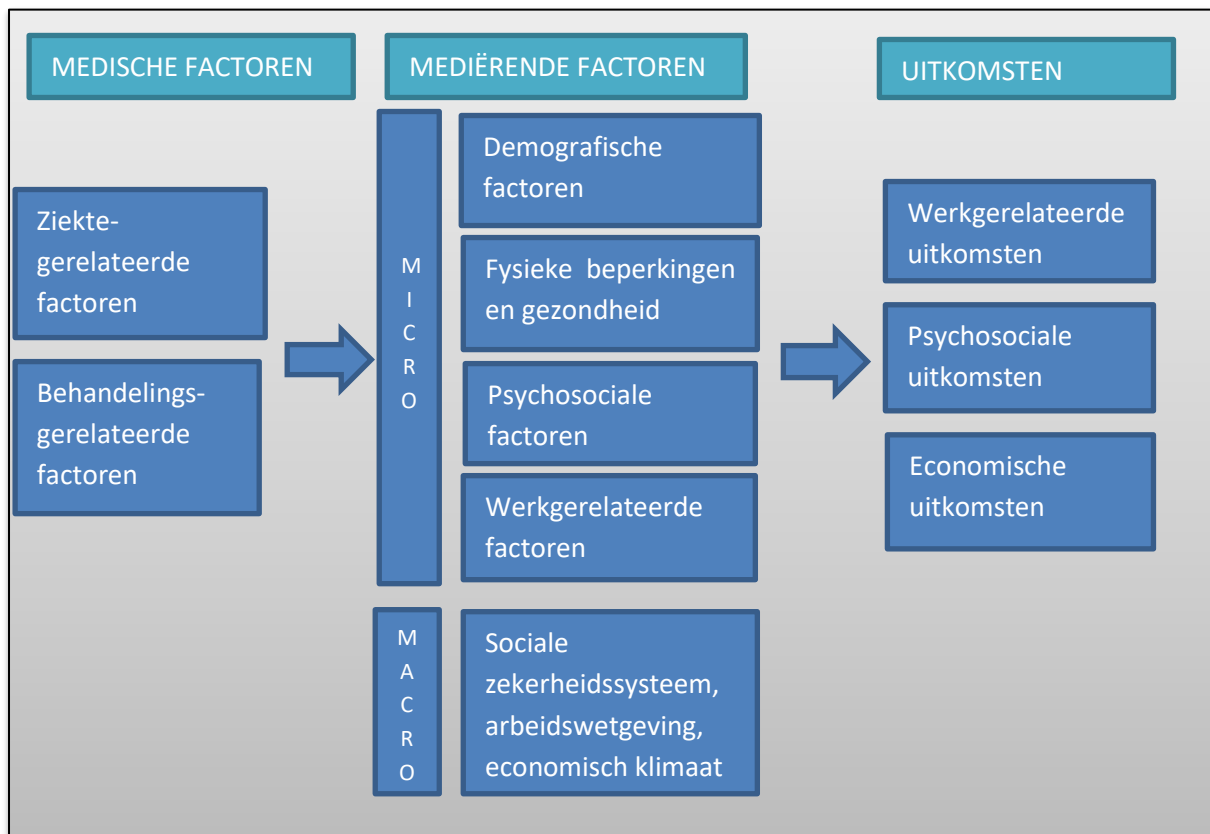 MEDISCHE FACTOREN
Ziekte-
gerelateerde
factoren
Behandelings-
gerelateerde
factoren
MEDIËRENDE FACTOREN
M
I
C
R
O
Demografische
factoren
Fysieke beperkingen
en gezondheid
Psychosociale
factoren
Werkgerelateerde
factoren
M
A
C
R
O
Sociale
zekerheidssysteem,
arbeidswetgeving,
economisch klimaat
UITKOMSTEN
Werkgerelateerde
uitkomsten
Psychosociale
uitkomsten
Economische
uitkomsten